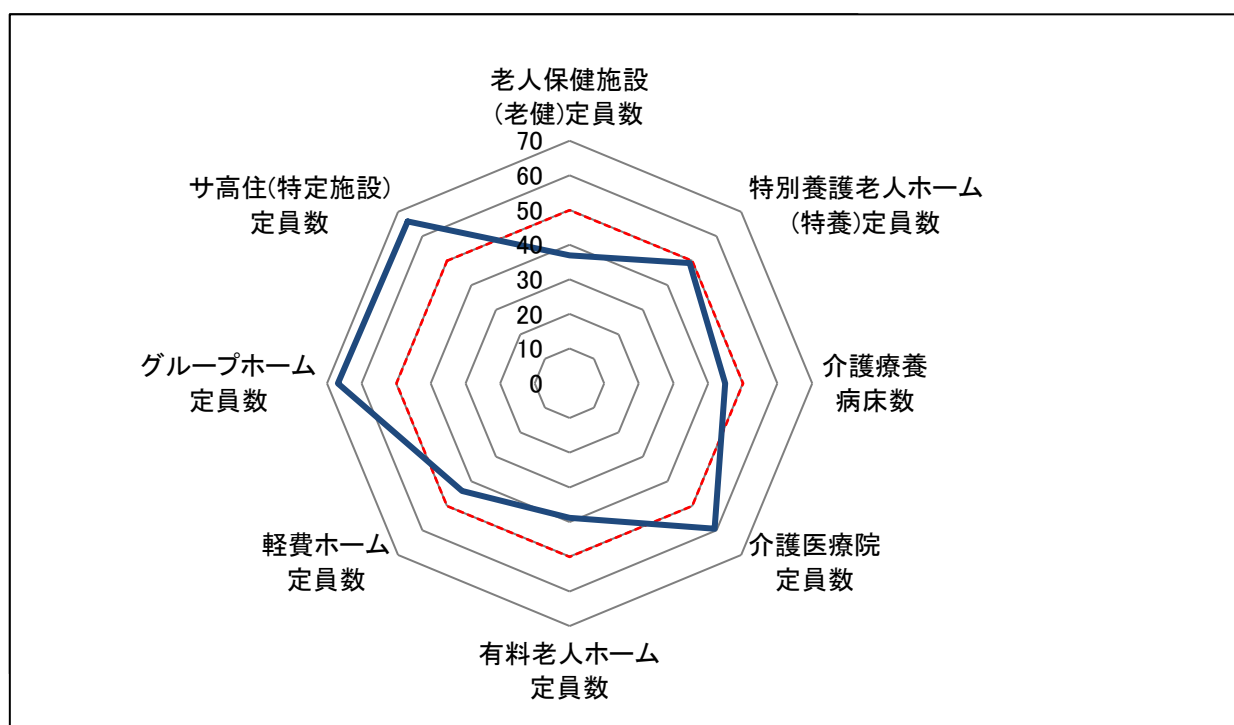 老人保健施設
(老健)定員数
70
60
50
40
30
20
10
0
特別養護老人ホーム
(特養)定員数
介護療養
病床数
介護医療院
定員数
有料老人ホーム
定員数
軽費ホーム
定員数
グループホーム
定員数
サ高住(特定施設)
定員数